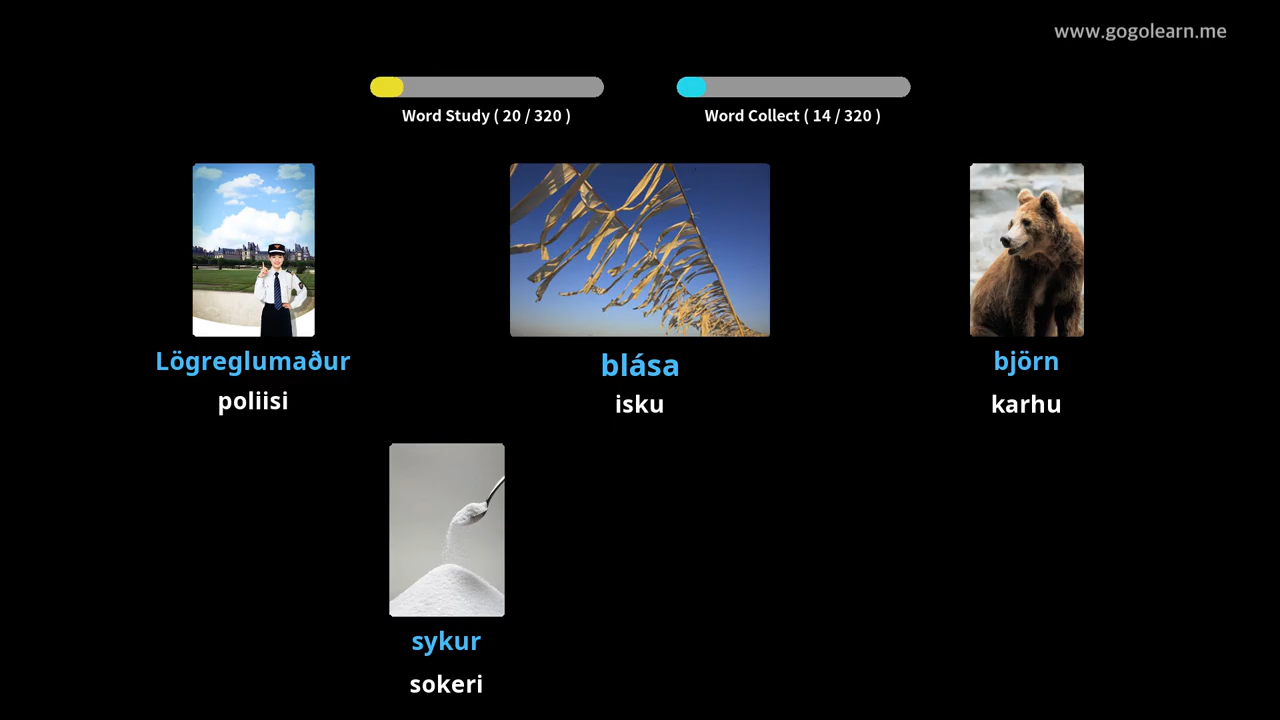 www.gogolearn.me
Word Study ( 20 / 320 )
Word Collect ( 14 / 320 )
Lögreglumaður
poliisi
blása
isku
björn
karhu
sykur
sokeri